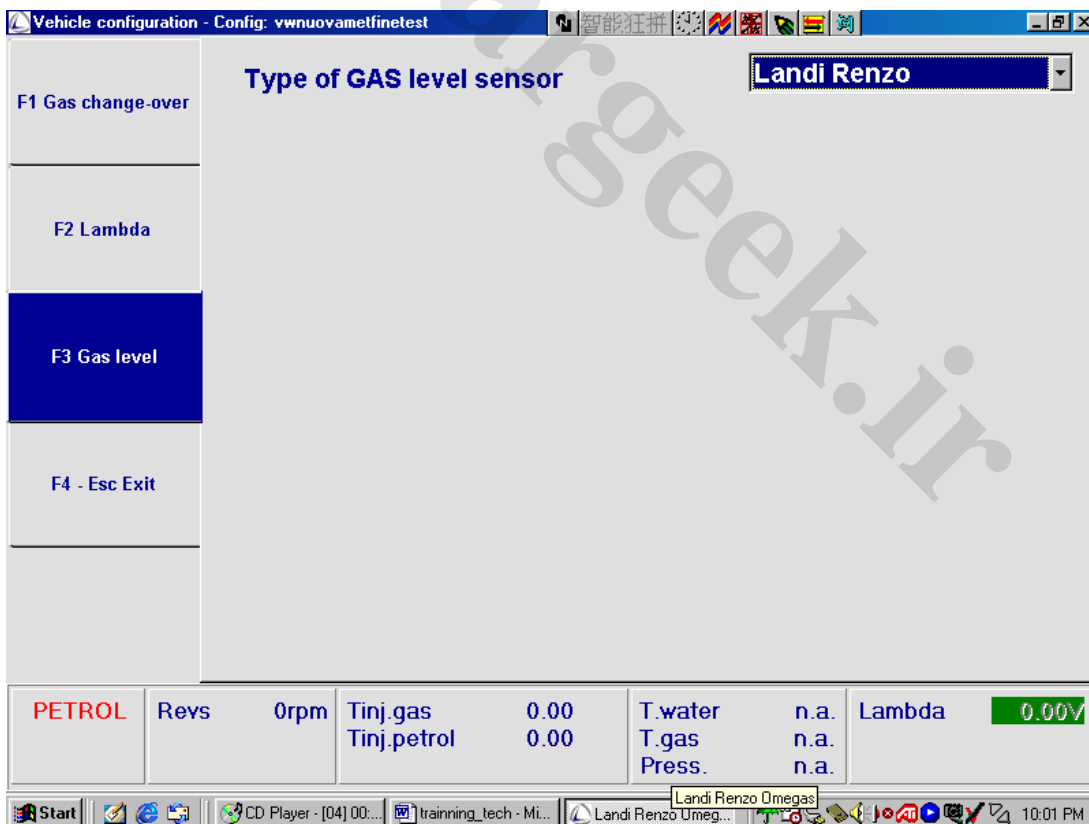 Vehicle configuration - Config: vwnuovametfinetest
智能狂拼
Type of GAS level sensor
Landi Renzo
F1 Gas change-over
F2 Lambda
F3 Gas level
F4 - Esc Exit
argeek.ir
PETROL Revs 0rpm Tinj.gas 0.00 T.water n.a. Lambda 0.00V
Tinj.petrol 0.00 T.gas n.a.
Press. n.a.
Landi Renzo Omegas
Start CD Player - [04] 00:... trainning_tech - Mi... Landi Renzo Omeg... 10:01 PM